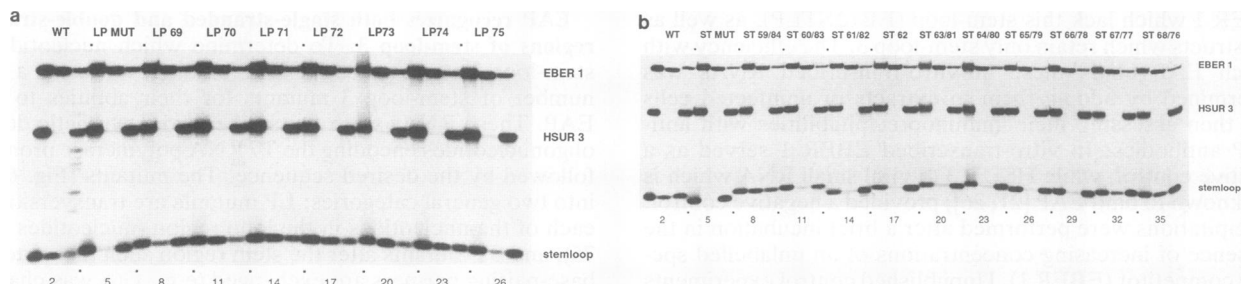 a
WT LP MUT LP 69 LP 70 LP 71 LP 72 LP73 LP74 LP 75
EBER 1
HSUR 3
stemloop
2 · 5 · 8 · 11 · 14 · 17 · 20 · 23 · 26
b
WT ST MUT ST 59/84 ST 60/83 ST 61/82 ST 62 ST 63/81 ST 64/80 ST 65/79 ST 66/78 ST 67/77 ST 68/76
EBER 1
HSUR 3
stemloop
2 · 5 · 8 · 11 · 14 · 17 · 20 · 23 · 26 · 29 · 32 · 35